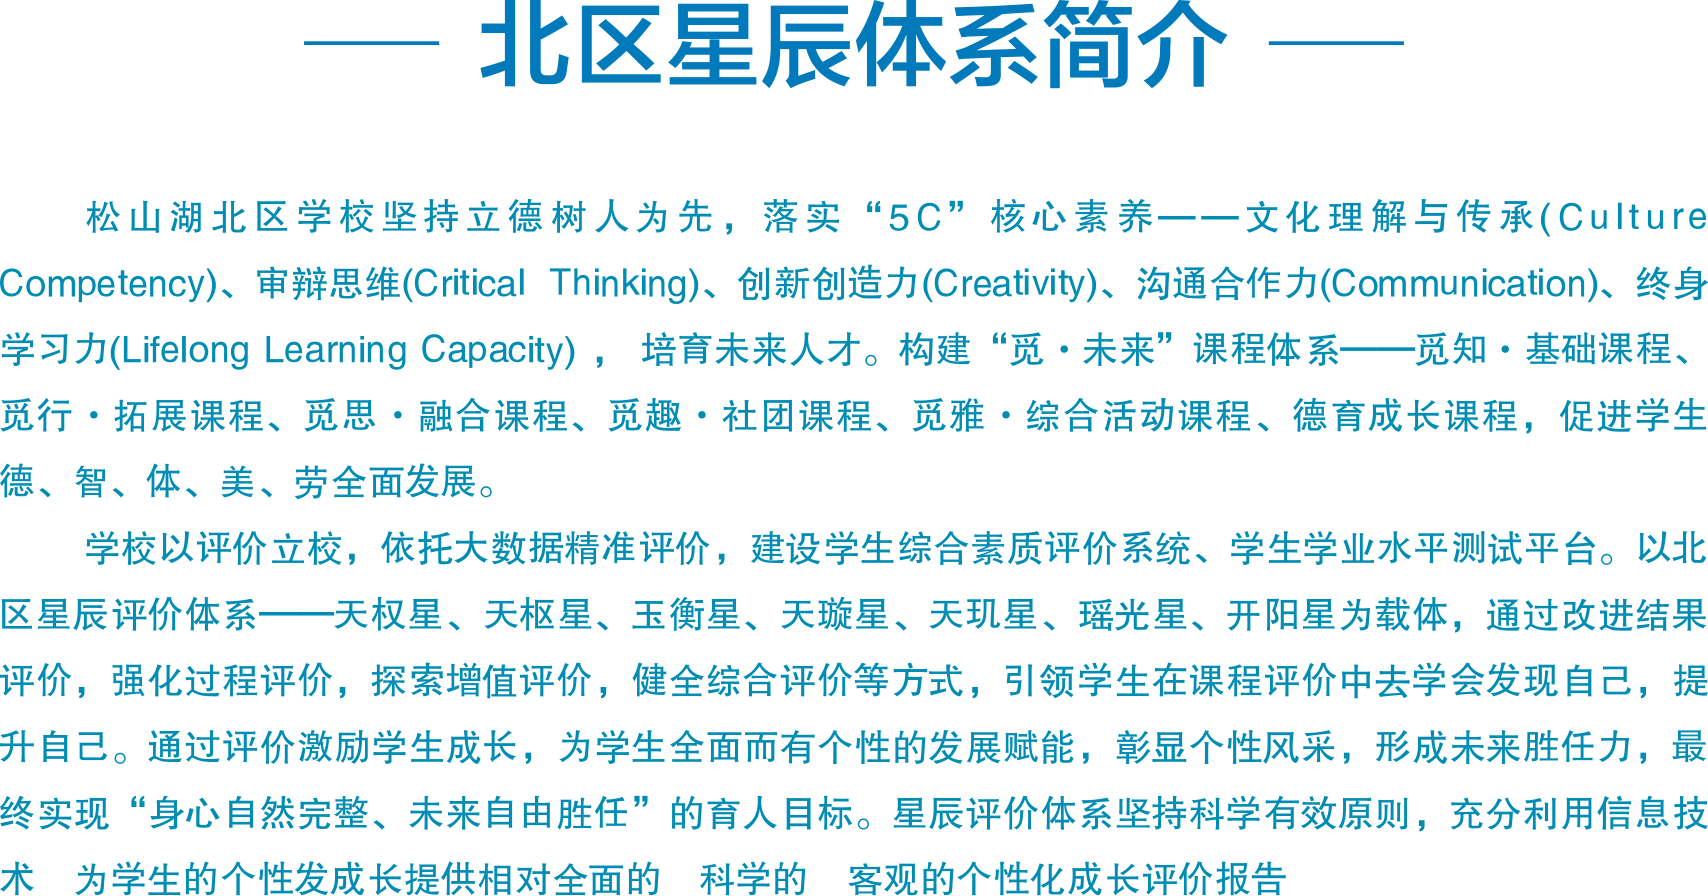 北区星辰体系简介
松山湖北区学校坚持立德树人为先，落实“5C”核心素养——文化理解与传承(Culture
Competency)、审辩思维(Critical Thinking)、创新创造力(Creativity)、沟通合作力(Communication)、终身
学习力(Lifelong Learning Capacity) ， 培育未来人才。构建“觅·未来”课程体系——觅知·基础课程、
觅行·拓展课程、觅思·融合课程、觅趣·社团课程、觅雅·综合活动课程、德育成长课程，促进学生
德、智、体、美、劳全面发展。
学校以评价立校，依托大数据精准评价，建设学生综合素质评价系统、学生学业水平测试平台。以北
区星辰评价体系——天权星、天枢星、玉衡星、天璇星、天玑星、瑶光星、开阳星为载体，通过改进结果
评价，强化过程评价，探索增值评价，健全综合评价等方式，引领学生在课程评价中去学会发现自己，提
升自己。通过评价激励学生成长，为学生全面而有个性的发展赋能，彰显个性风采，形成未来胜任力，最
终实现“身心自然完整、未来自由胜任”的育人目标。星辰评价体系坚持科学有效原则，充分利用信息技
术 为学生的个性发成长提供相对全面的 科学的 客观的个性化成长评价报告